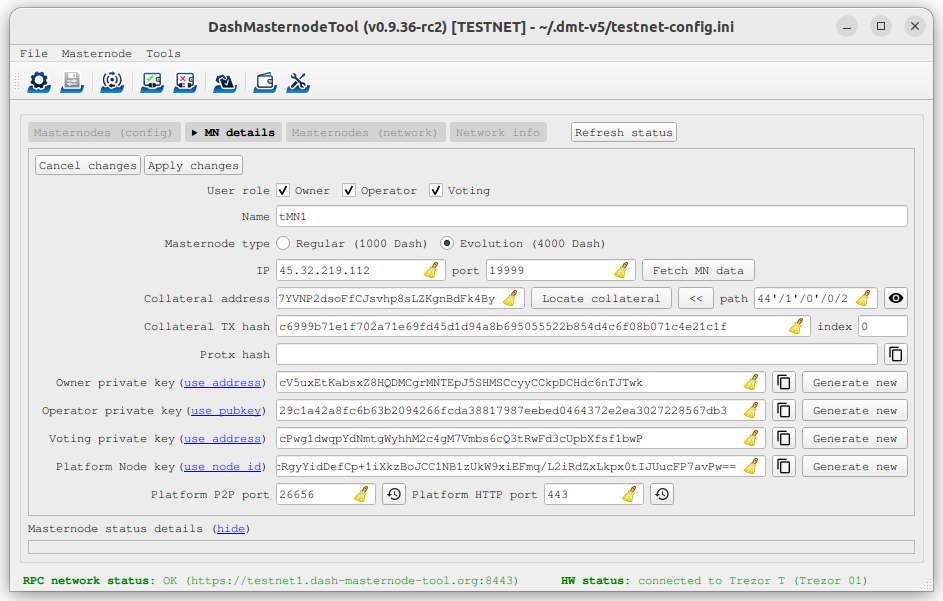 DashMasternodeTool (v0.9.36-rc2) [TESTNET] - ~/.dmt-v5/testnet-config.ini
File Masternode Tools
Masternodes (config) ▸ MN details Masternodes (network) Network info Refresh status
Cancel changes Apply changes
User role Owner Operator Voting
Name tMN1
Masternode type Regular (1000 Dash) Evolution (4000 Dash)
IP 45.32.219.112 port 19999 Fetch MN data
Collateral address 7YVNP2dsoFfCJsvhp8sLZKgnBdFk4By Locate collateral << path 44'/1'/0'/0/2
Collateral TX hash c6999b71e1f702a71e69fd45d1d94a8b695055522b854d4c6f08b071c4e21c1f index 0
Protx hash
Owner private key (use address) cV5uxEtKabsxZ8HQDMCgrMNTEpJ5SHMSCcyyCCkpDCHdc6nTJTwk Generate new
Operator private key (use pubkey) 29c1a42a8fc6b63b2094266fcda38817987eebed0464372e2ea3027228567db3 Generate new
Voting private key (use address) cPwg1dwqpYdNmtgWyhhM2c4gM7Vmbs6cQ3tRwFd3cUpbXfsf1bwP Generate new
Platform Node key (use node id) cRgyYidDefCp+1iXkzBoJCC1NB1zUkW9xiEFmq/L2iRdZxLkpx0tIJUucFP7avPw== Generate new
Platform P2P port 26656 Platform HTTP port 443
Masternode status details (hide)
RPC network status: OK (https://testnet1.dash-masternode-tool.org:8443) HW status: connected to Trezor T (Trezor 01)